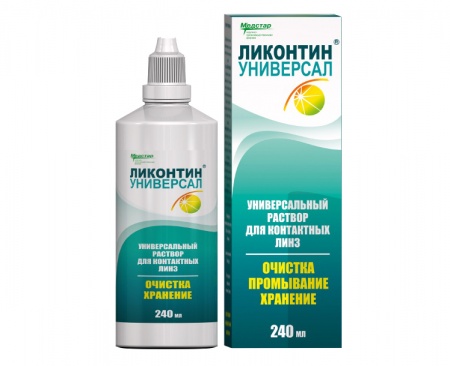 Медстар
ЛИКОНТИН®
УНИВЕРСАЛ
УНИВЕРСАЛЬНЫЙ
РАСТВОР
ДЛЯ КОНТАКТНЫХ
ЛИНЗ
ОЧИСТКА
ХРАНЕНИЕ
240 мл
Медстар
ЛИКОНТИН®
УНИВЕРСАЛ
УНИВЕРСАЛЬНЫЙ
РАСТВОР
ДЛЯ КОНТАКТНЫХ
ЛИНЗ
ОЧИСТКА
ПРОМЫВАНИЕ
ХРАНЕНИЕ
240 мл